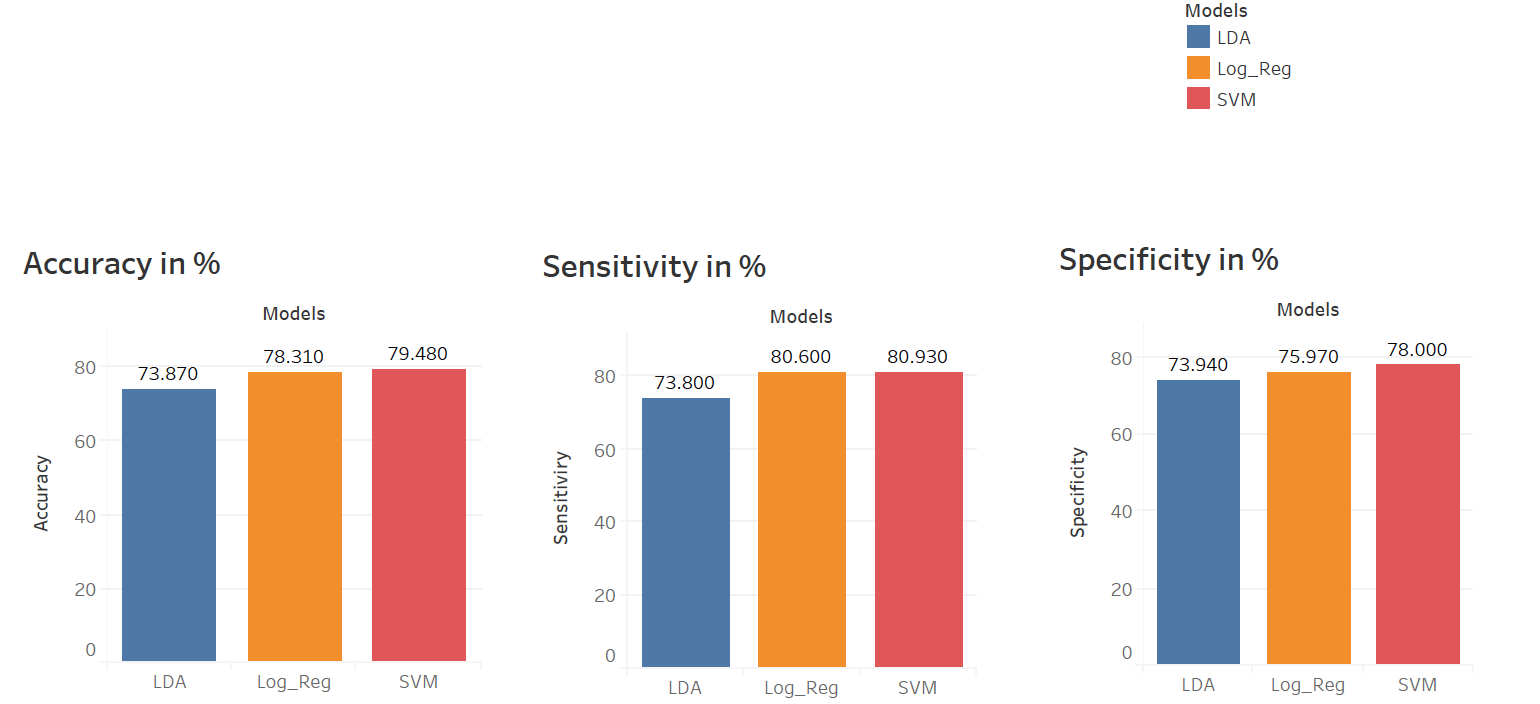 Models
LDA
Log_Reg
SVM
Accuracy in %
Models
Accuracy
80
60
40
20
0
73.870
78.310
79.480
LDA
Log_Reg
SVM
Sensitivity in %
Models
Sensitiviry
80
60
40
20
0
73.800
80.600
80.930
LDA
Log_Reg
SVM
Specificity in %
Models
Specificity
80
60
40
20
0
73.940
75.970
78.000
LDA
Log_Reg
SVM